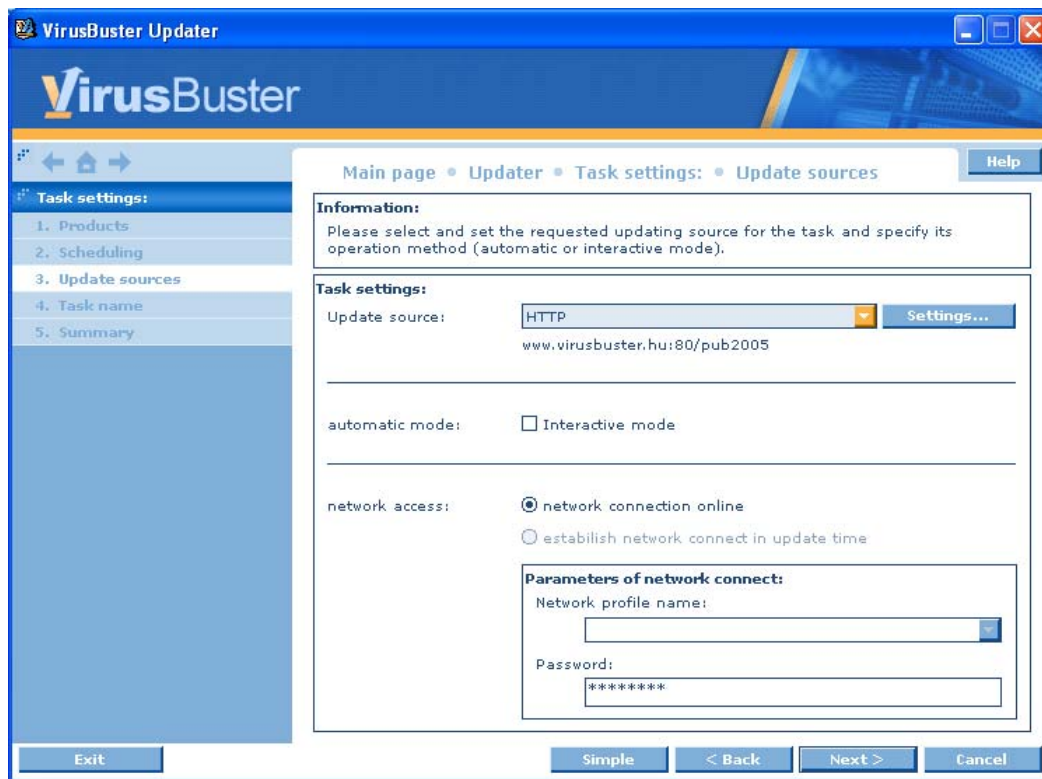 VirusBuster Updater
VirusBuster
Main page • Updater • Task settings: • Update sources
Help
Task settings:
1. Products
2. Scheduling
3. Update sources
4. Task name
5. Summary
Information:
Please select and set the requested updating source for the task and specify its
operation method (automatic or interactive mode).
Task settings:
Update source:
HTTP
Settings...
www.virusbuster.hu:80/pub2005
automatic mode:
Interactive mode
network access:
network connection online
estabilish network connect in update time
Parameters of network connect:
Network profile name:
Password:
********
Exit
Simple
< Back
Next >
Cancel